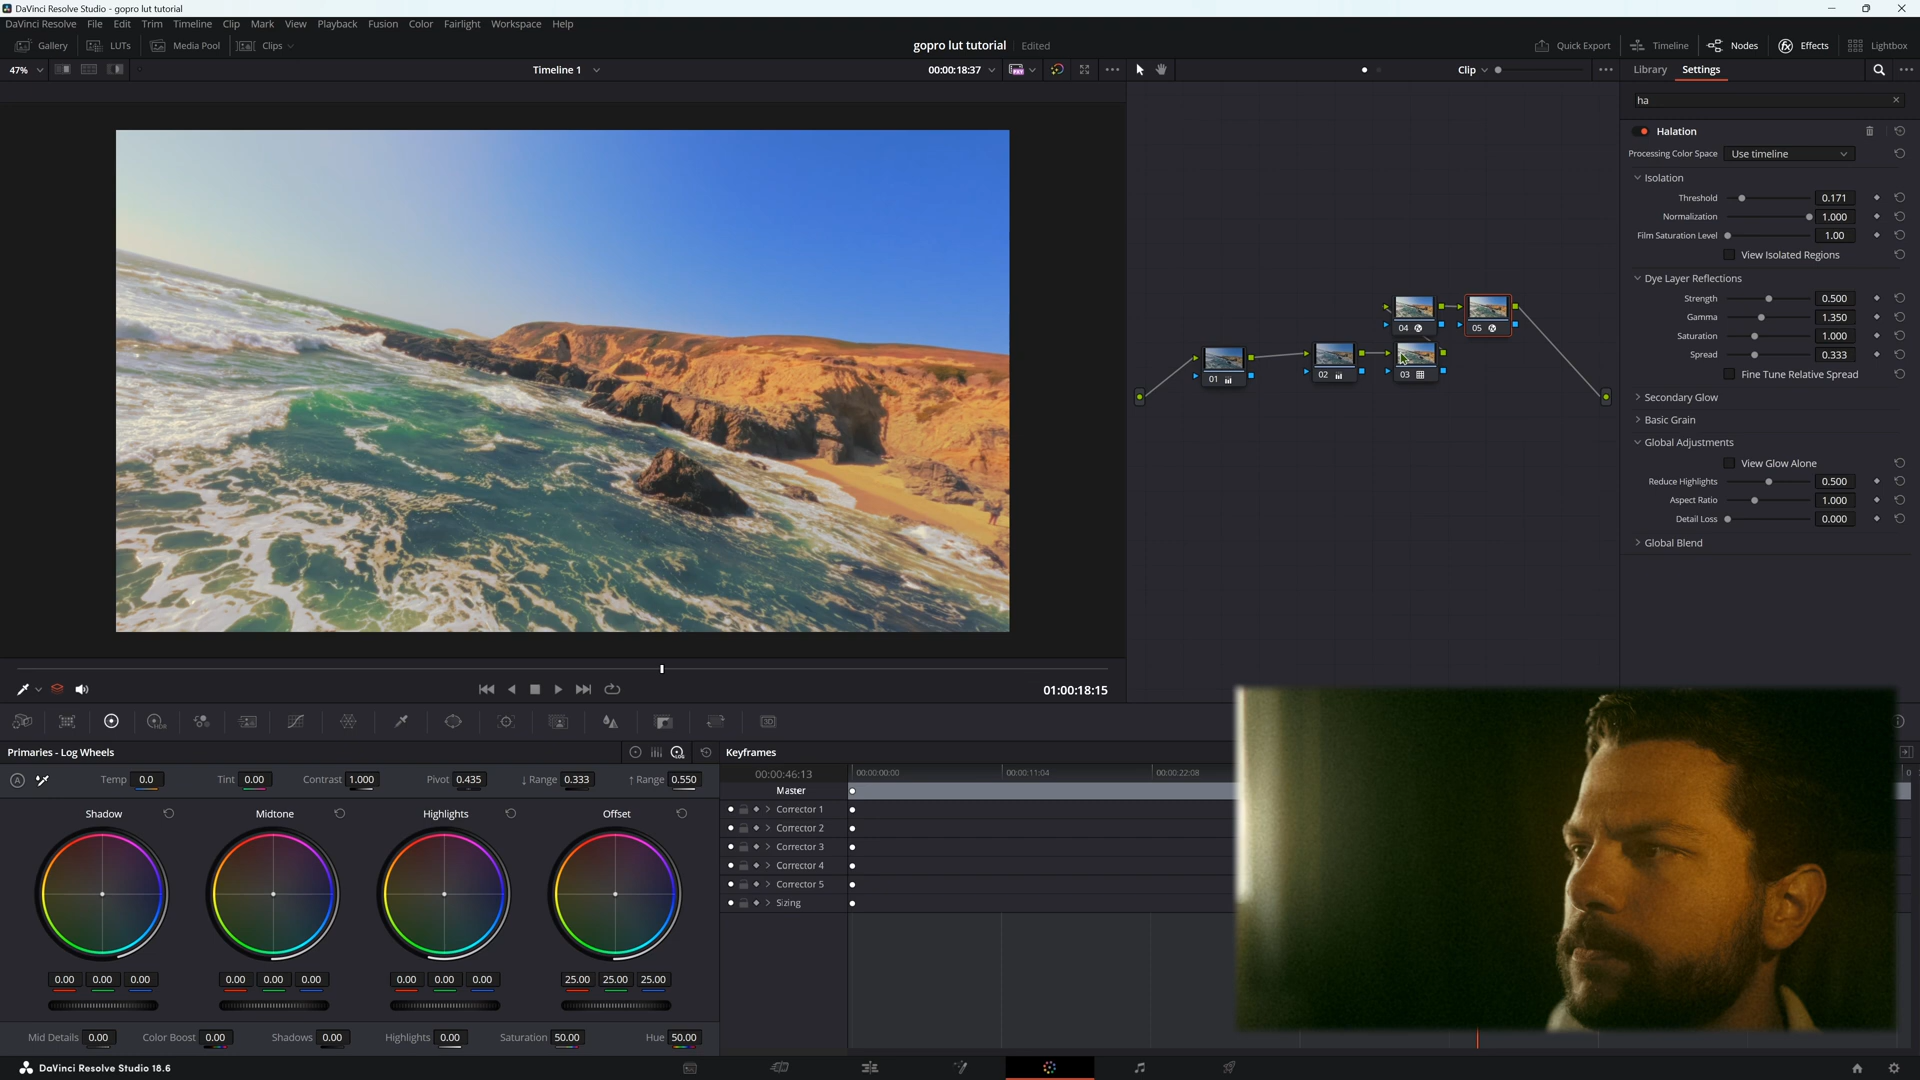 DaVinci Resolve Studio - gopro lut tutorial
DaVinci Resolve File Edit Trim Timeline Clip Mark View Playback Fusion Color Fairlight Workspace Help
Gallery LUTs Media Pool Clips gopro lut tutorial Edited Quick Export Timeline Nodes Effects Lightbox
47% Timeline 1 00:00:18:37 Clip Library Settings
ha
Halation
Processing Color Space Use timeline
Isolation
Threshold 0.171
Normalization 1.000
Film Saturation Level 1.00
View Isolated Regions
Dye Layer Reflections
Strength 0.500
Gamma 1.350
Saturation 1.000
Spread 0.333
Fine Tune Relative Spread
Secondary Glow
Basic Grain
Global Adjustments
View Glow Alone
Reduce Highlights 0.500
Aspect Ratio 1.000
Detail Loss 0.000
Global Blend
04 05
01 02 03
01:00:18:15
Primaries - Log Wheels Keyframes
Temp 0.0 Tint 0.00 Contrast 1.000 Pivot 0.435 ↓ Range 0.333 ↑ Range 0.550
00:00:46:13 00:00:00:00 00:00:11:04 00:00:22:08
Master
Shadow Midtone Highlights Offset
Corrector 1
Corrector 2
Corrector 3
Corrector 4
Corrector 5
Sizing
0.00 0.00 0.00 0.00 0.00 0.00 0.00 0.00 0.00 25.00 25.00 25.00
Mid Details 0.00 Color Boost 0.00 Shadows 0.00 Highlights 0.00 Saturation 50.00 Hue 50.00
DaVinci Resolve Studio 18.6